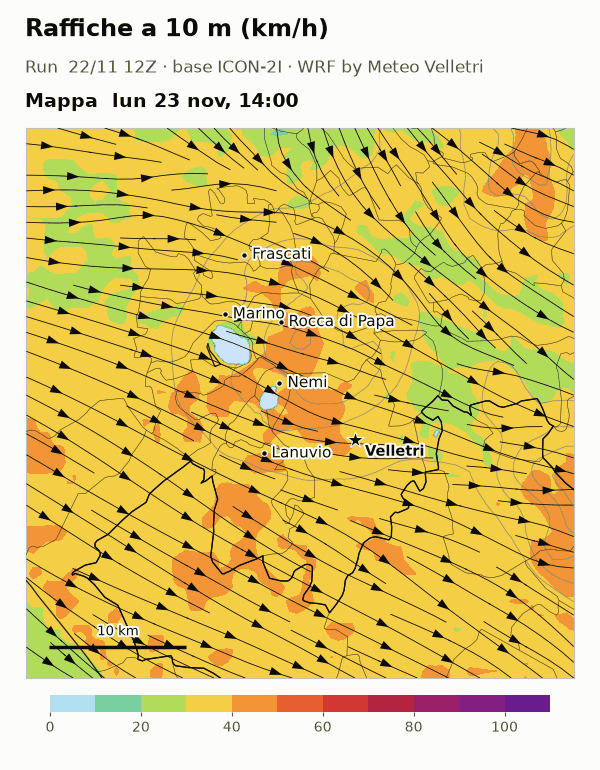 Raffiche a 10 m (km/h)
Run  22/11 12Z · base ICON-2I · WRF by Meteo Velletri
Mappa  lun 23 nov, 14:00
Frascati
Marino
Rocca di Papa
Nemi
Velletri
Lanuvio
10 km
0 20 40 60 80 100